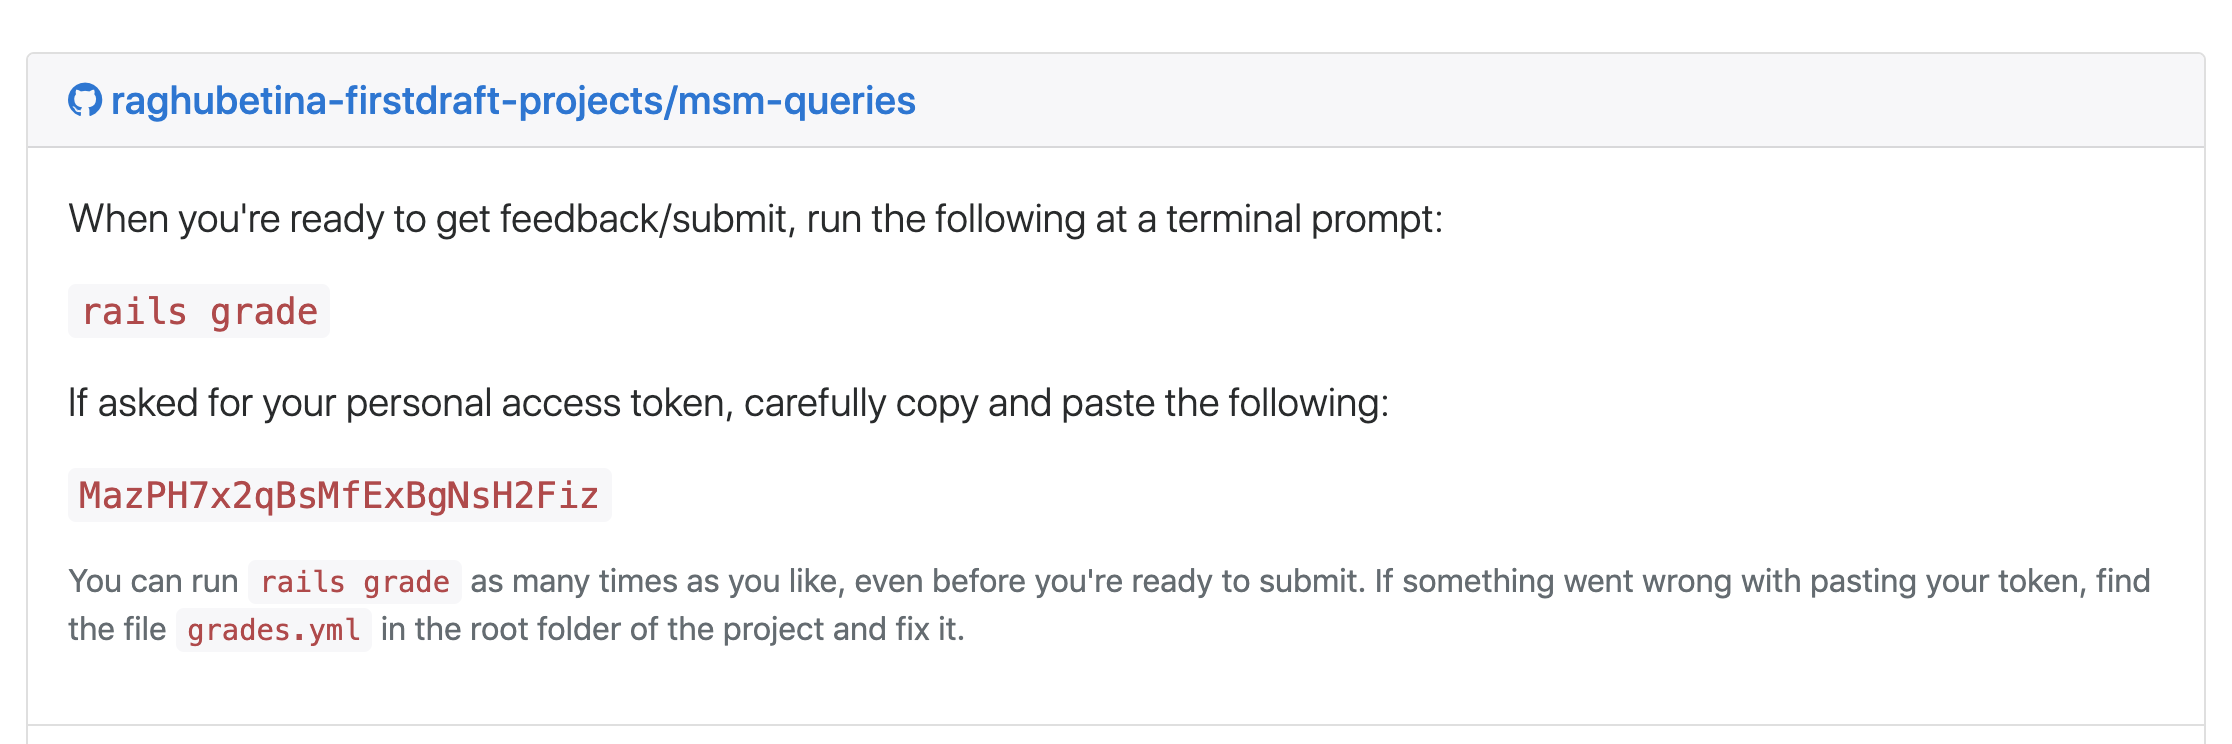 raghubetina-firstdraft-projects/msm-queries
When you're ready to get feedback/submit, run the following at a terminal prompt:
rails grade
If asked for your personal access token, carefully copy and paste the following:
MazPH7x2qBsMfExBgNsH2Fiz
You can run rails grade as many times as you like, even before you're ready to submit. If something went wrong with pasting your token, find
the file grades.yml in the root folder of the project and fix it.